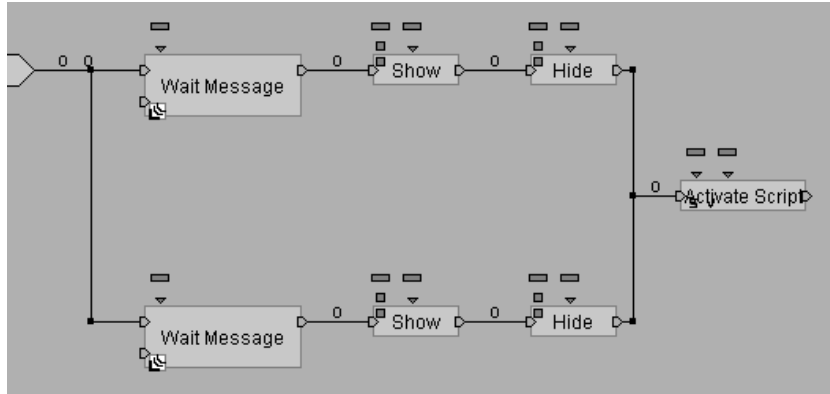 0 0 0 0
Wait Message Show Hide
0
Activate Script
S V
0 0
Wait Message Show Hide